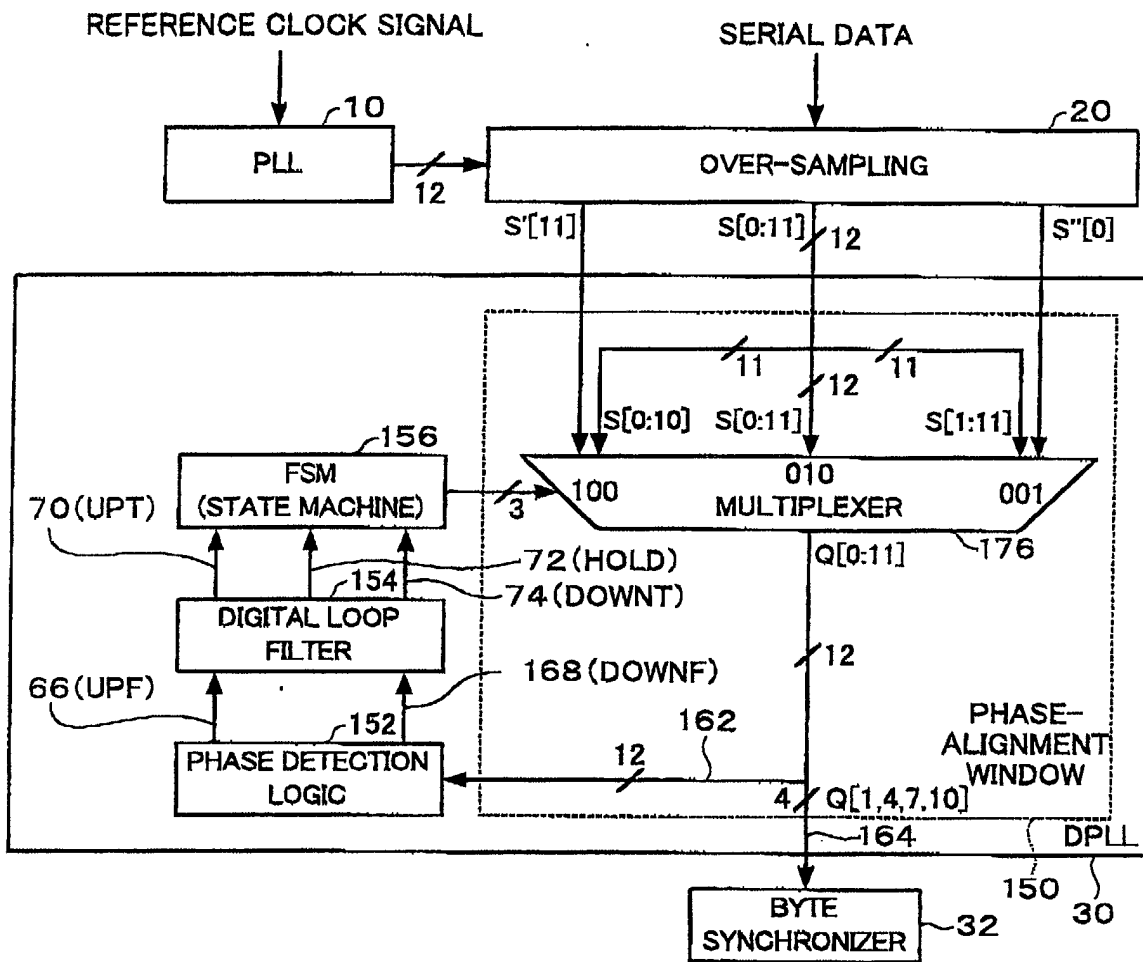 REFERENCE CLOCK SIGNAL
SERIAL DATA
10
20
PLL
12
OVER-SAMPLING
S'[11]
S[0:11]
12
S"[0]
11
11
12
S[0:10]
S[0:11]
S[1:11]
156
FSM
(STATE MACHINE)
3
100
010
001
MULTIPLEXER
176
70(UPT)
72(HOLD)
74(DOWNT)
154
Q[0:11]
DIGITAL LOOP
FILTER
12
66(UPF)
168(DOWNF)
152
162
PHASE-
ALIGNMENT
WINDOW
PHASE DETECTION
LOGIC
12
4
Q[1,4,7,10]
164
DPLL
150
30
BYTE
SYNCHRONIZER
32